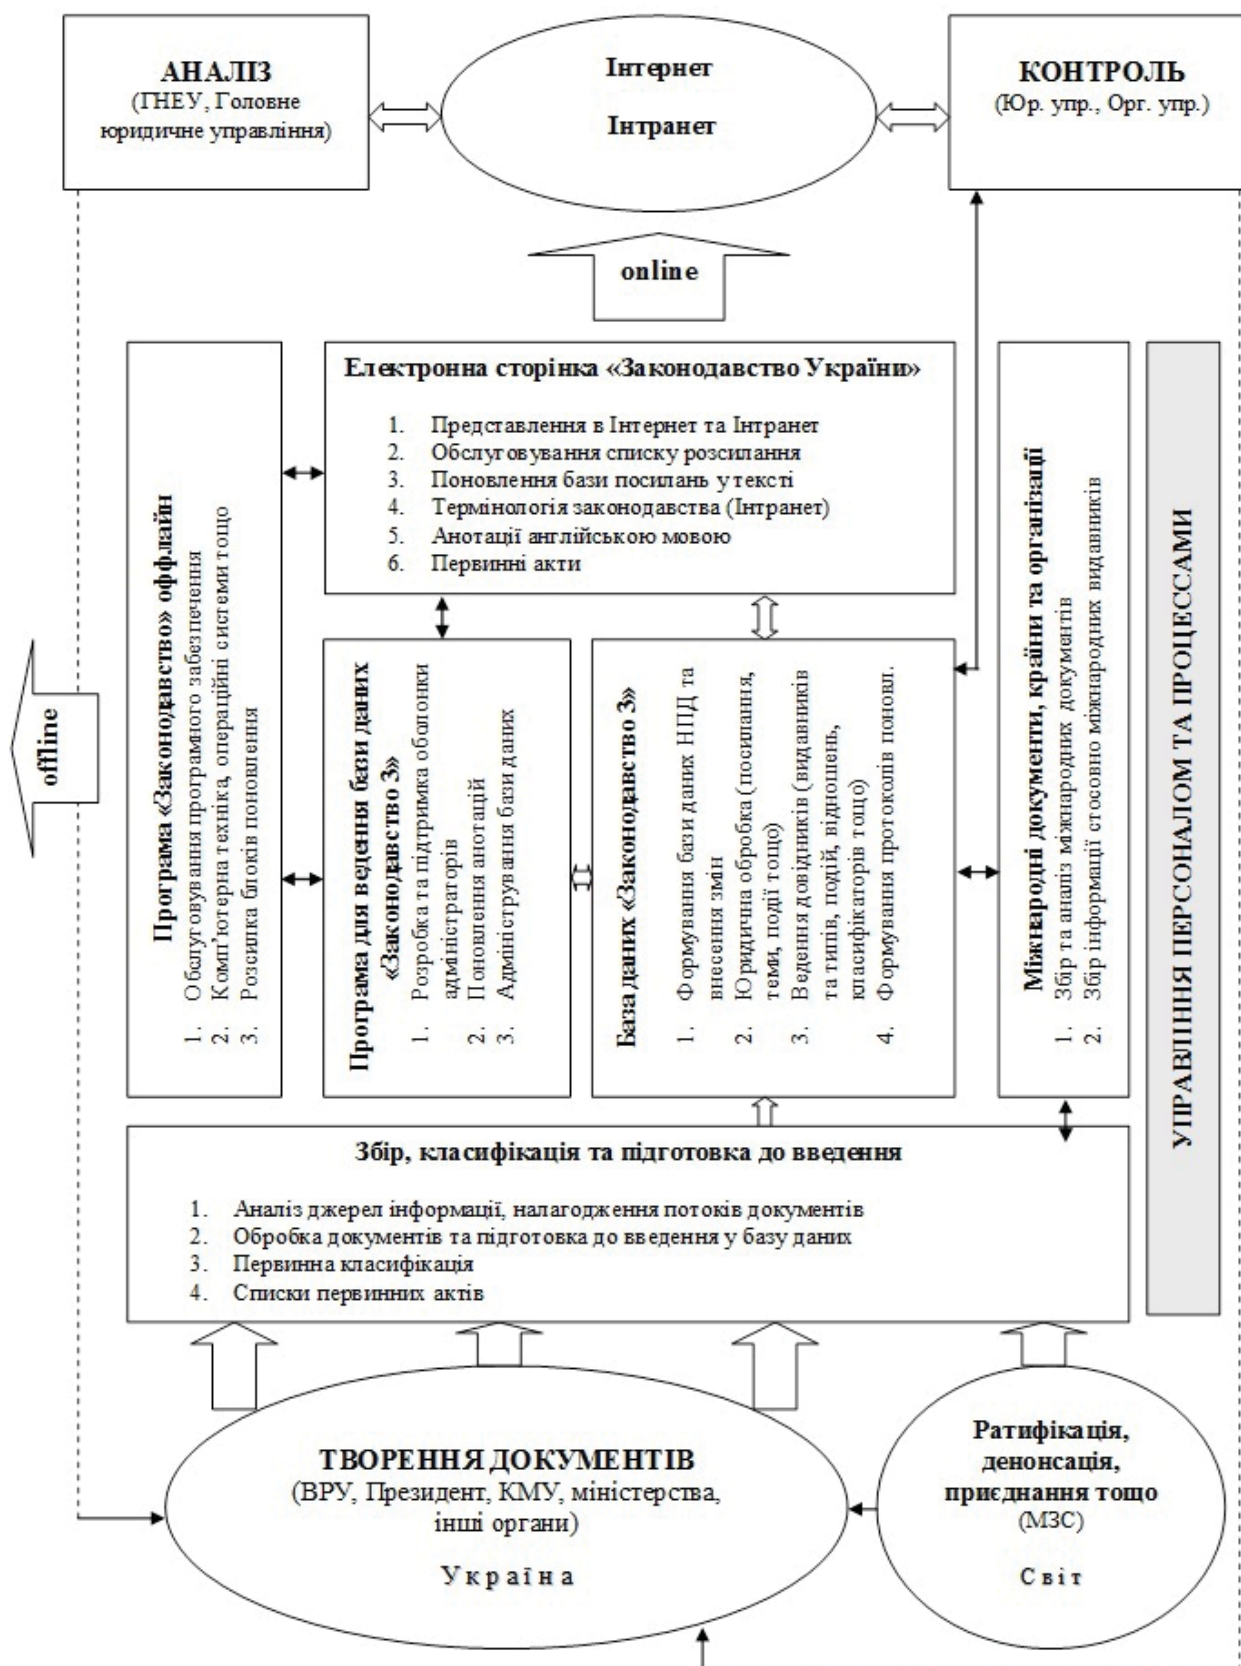 АНАЛІЗ
(ГНЕУ, Головне
юридичне управління)
Інтернет
Інтранет
КОНТРОЛЬ
(Юр. упр., Орг. упр.)
online
Електронна сторінка «Законодавство України»
1. Представлення в Інтернет та Інтранет
2. Обслуговування списку розсилання
3. Поновлення бази посилань у тексті
4. Термінологія законодавства (Інтранет)
5. Анотації англійською мовою
6. Первинні акти
offline
Програма «Законодавство» оффлайн
1. Обслуговування програмного забезпечення
2. Комп'ютерна техніка, операційні системи тощо
3. Розсилка блоків поновлення
Програма для ведення бази даних
«Законодавство 3»
1. Розробка та підтримка оболонки
адміністраторів
2. Поновлення анотацій
3. Адміністрування бази даних
База даних «Законодавство 3»
1. Формування бази даних НПД та
внесення змін
2. Юридична обробка (посилання,
теми, події тощо)
3. Ведення довідників (видавників
та типів, подій, відношень,
класифікаторів тощо)
4. Формування протоколів поновл.
Міжнародні документи, країни та організації
1. Збір та аналіз міжнародних документів
2. Збір інформації стосовно міжнародних видавників
УПРАВЛІННЯ ПЕРСОНАЛОМ ТА ПРОЦЕССАМИ
Збір, класифікація та підготовка до введення
1. Аналіз джерел інформації, налагодження потоків документів
2. Обробка документів та підготовка до введення у базу даних
3. Первинна класифікація
4. Списки первинних актів
ТВОРЕННЯ ДОКУМЕНТІВ
(ВРУ, Президент, КМУ, міністерства,
інші органи)
Україна
Ратифікація,
денонсація,
приєднання тощо
(МЗС)
Світ